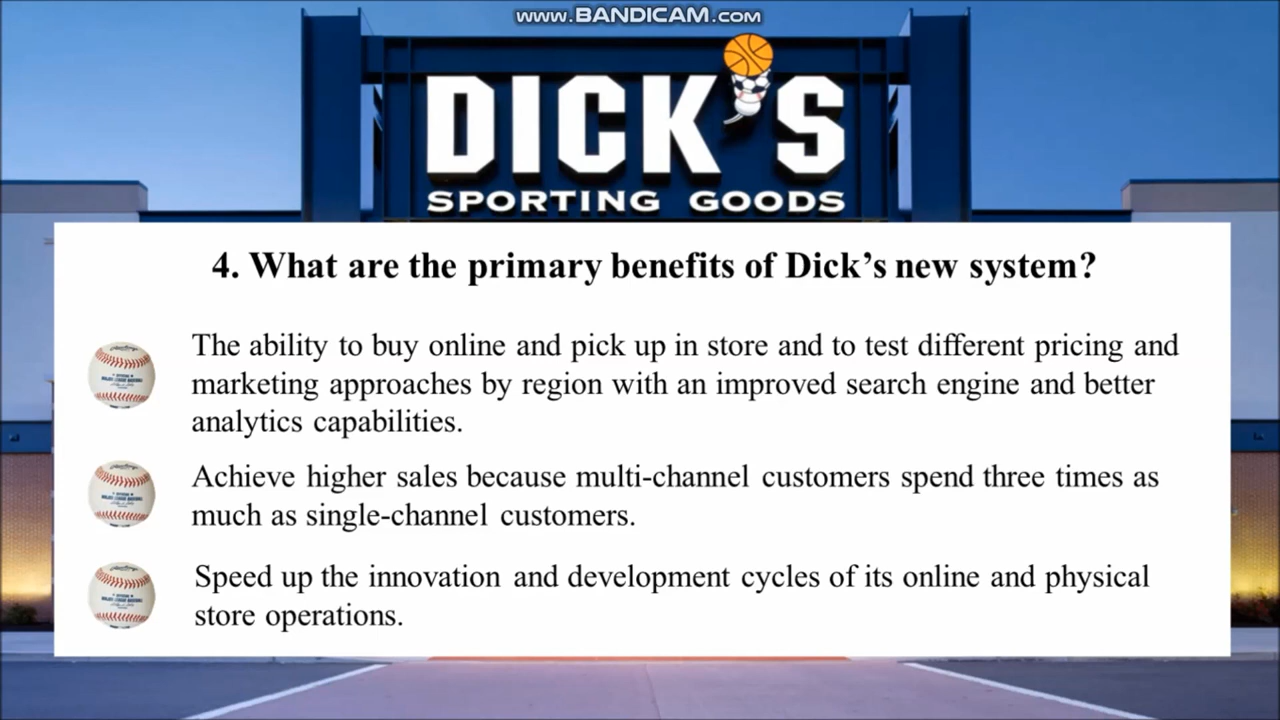 www.BANDICAM.com
DICK'S
SPORTING GOODS
4. What are the primary benefits of Dick’s new system?
The ability to buy online and pick up in store and to test different pricing and
marketing approaches by region with an improved search engine and better
analytics capabilities.
Achieve higher sales because multi-channel customers spend three times as
much as single-channel customers.
Speed up the innovation and development cycles of its online and physical
store operations.